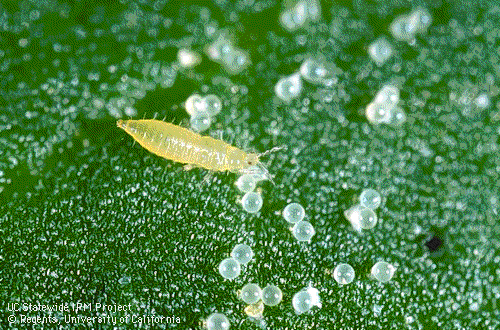 UC Statewide IPM Project
© Regents, University of California